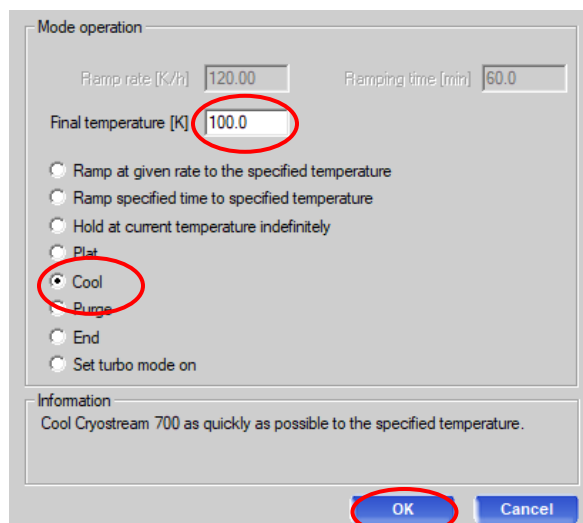 Mode operation
Ramp rate [K/h] 120.00 Ramping time [min] 60.0
Final temperature [K] 100.0
Ramp at given rate to the specified temperature
Ramp specified time to specified temperature
Hold at current temperature indefinitely
Plat
Cool
Purge
End
Set turbo mode on
Information
Cool Cryostream 700 as quickly as possible to the specified temperature.
OK Cancel